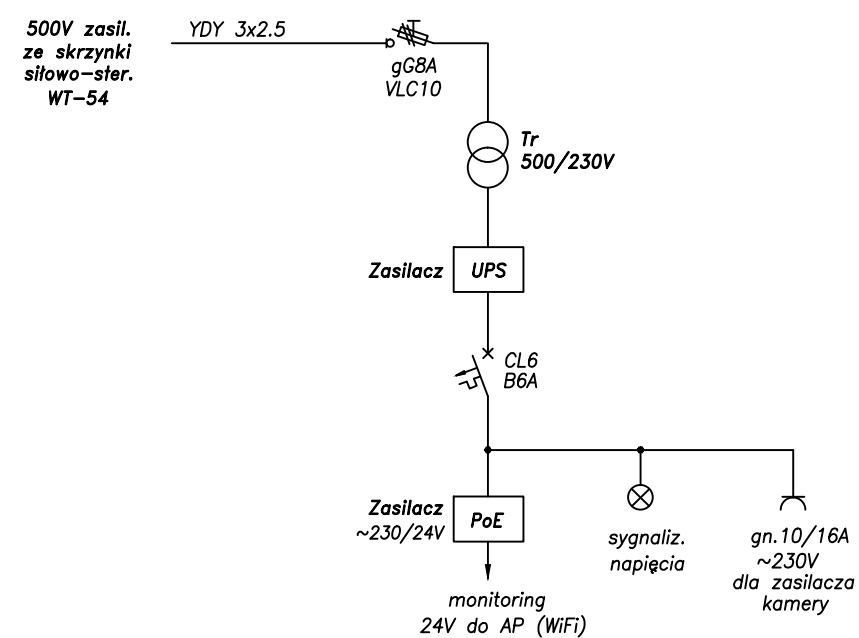 500V zasil.
ze skrzynki
siłowo-ster.
WT-54
YDY 3x2.5
gG8A
VLC10
Tr
500/230V
Zasilacz
UPS
CL6
B6A
Zasilacz
~230/24V
PoE
monitoring
24V do AP (WiFi)
sygnaliz.
napięcia
gn.10/16A
~230V
dla zasilacza
kamery